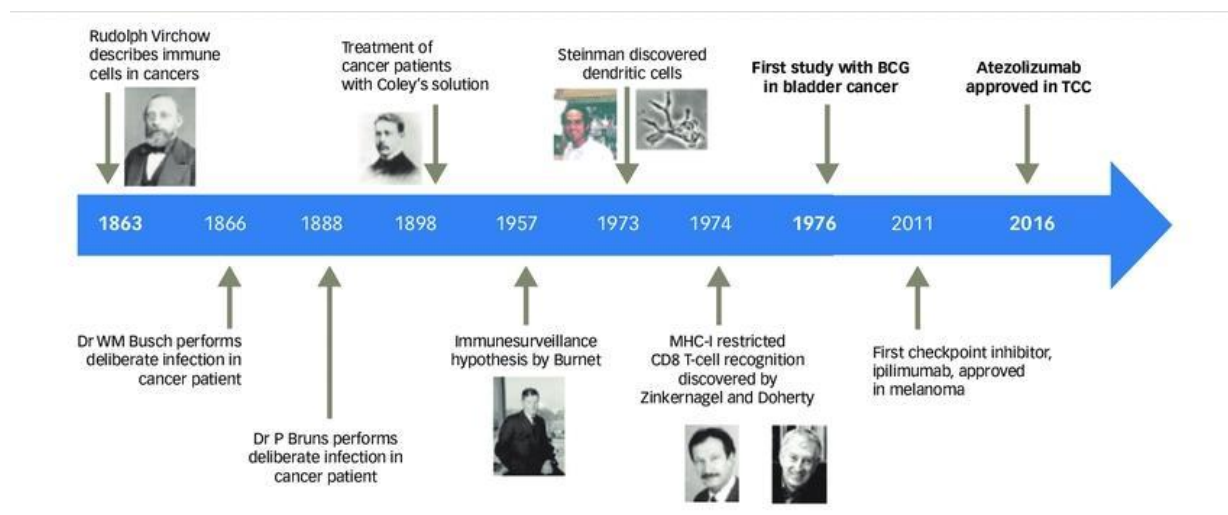 Rudolph Virchow
describes immune
cells in cancers
Treatment of
cancer patients
with Coley's solution
Steinman discovered
dendritic cells
First study with BCG
in bladder cancer
Atezolizumab
approved in TCC
1863
1866
1888
1898
1957
1973
1974
1976
2011
2016
Dr WM Busch performs
deliberate infection in
cancer patient
Dr P Bruns performs
deliberate infection in
cancer patient
Immunesurveillance
hypothesis by Burnet
MHC-I restricted
CD8 T-cell recognition
discovered by
Zinkernagel and Doherty
First checkpoint inhibitor,
ipilimumab, approved
in melanoma